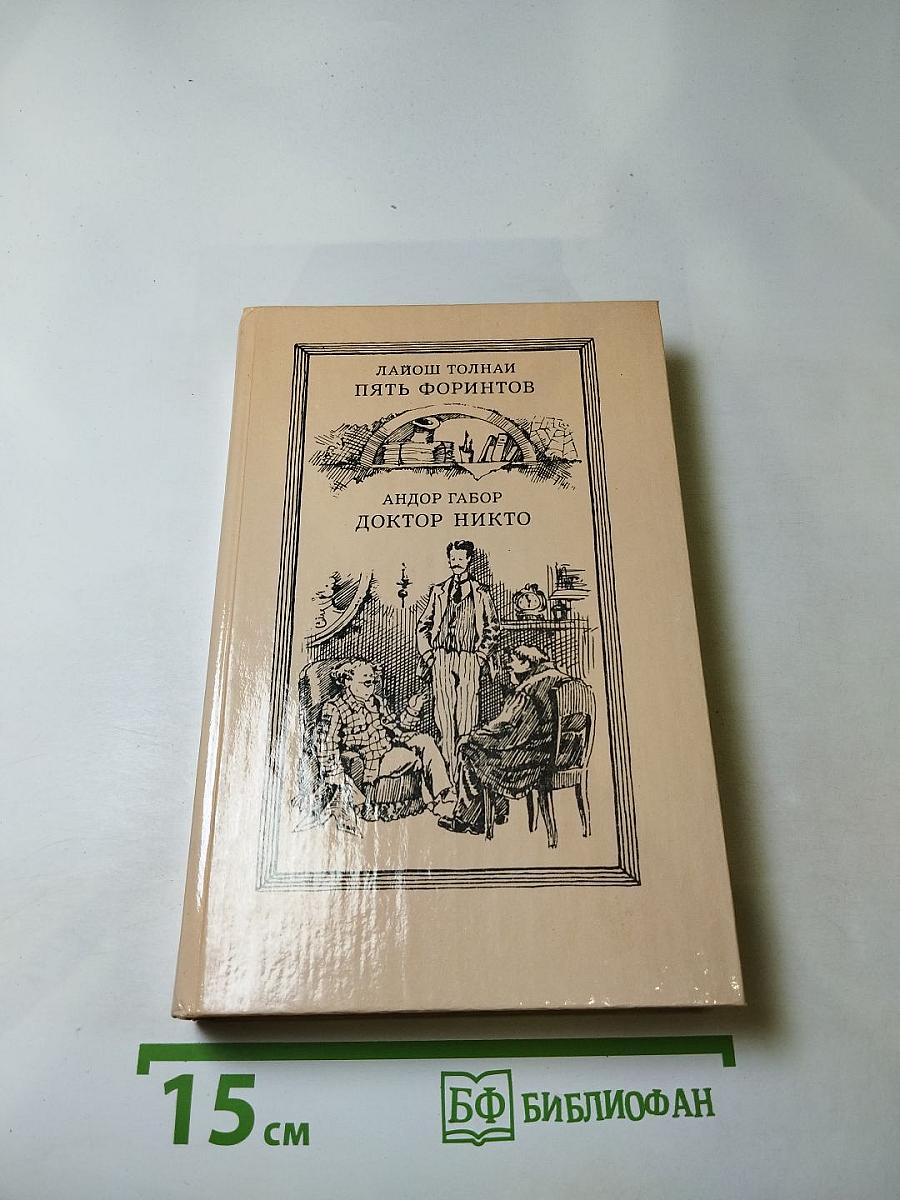 ЛАЙОШ ТОЛНАИ
ПЯТЬ ФОРИНТОВ
АНДОР ГАБОР
ДОКТОР НИКТО
15 см
БФ БИБЛИОФАН